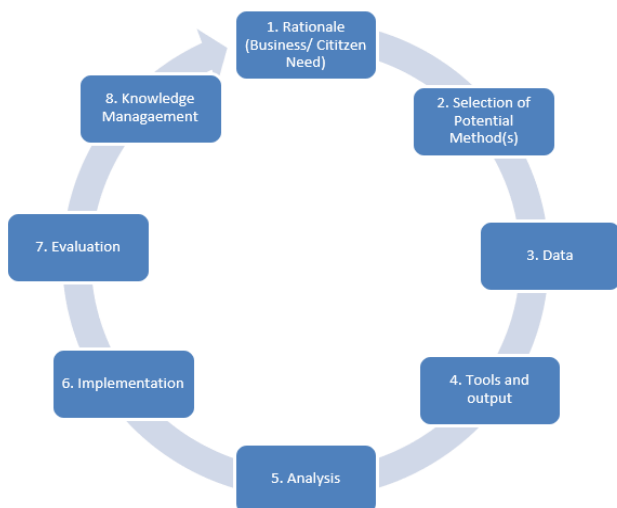 1. Rationale
(Business/ Cititzen
Need)
2. Selection of
Potential
Method(s)
3. Data
4. Tools and
output
5. Analysis
6. Implementation
7. Evaluation
8. Knowledge
Managaement